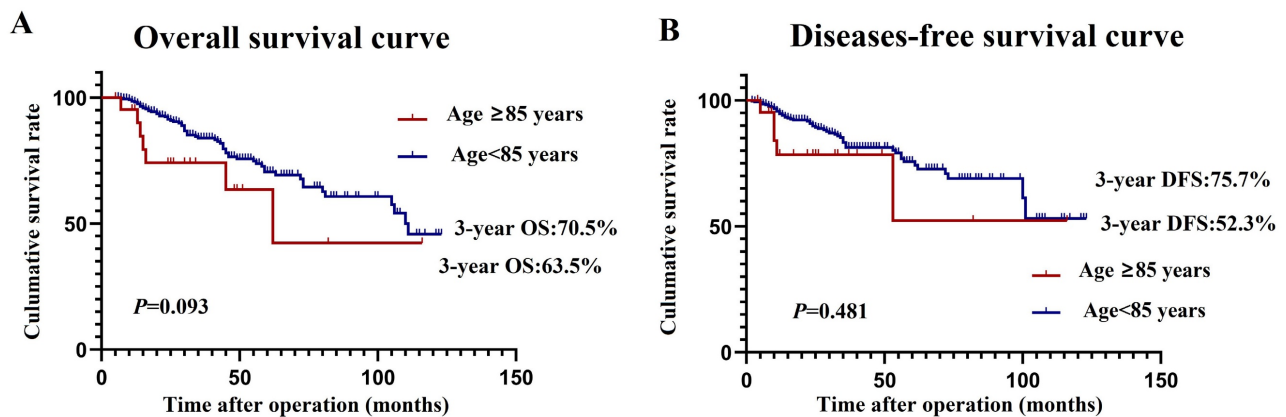 A
Overall survival curve
Culumative survival rate
100
50
0
Age ≥85 years
Age<85 years
3-year OS:70.5%
3-year OS:63.5%
P=0.093
0
50
100
150
Time after operation (months)
B
Diseases-free survival curve
Culumative survival rate
100
50
0
3-year DFS:75.7%
3-year DFS:52.3%
Age ≥85 years
Age<85 years
P=0.481
0
50
100
150
Time after operation (months)